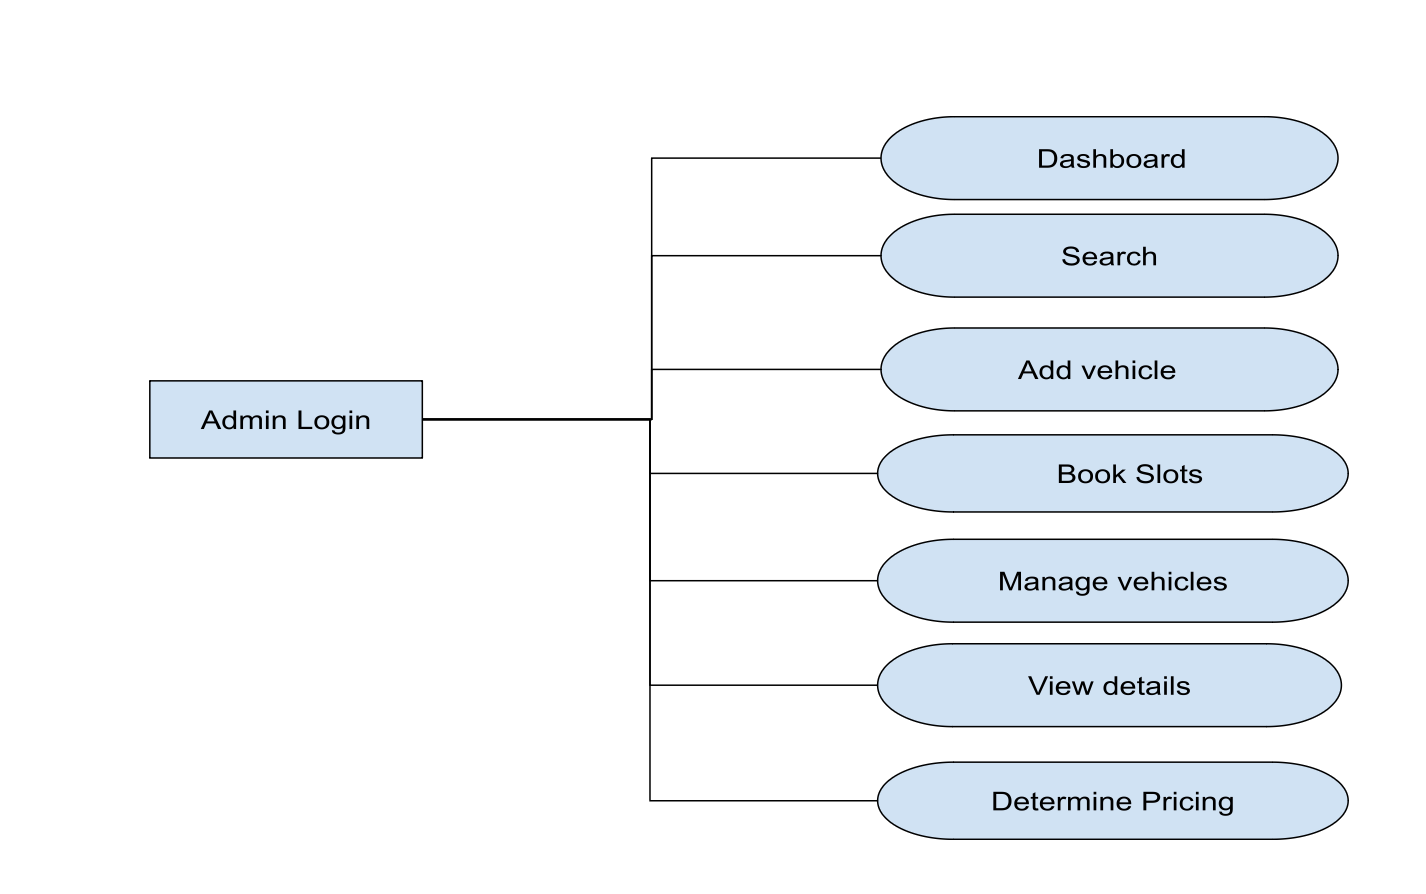 Dashboard
Search
Add vehicle
Admin Login
Book Slots
Manage vehicles
View details
Determine Pricing